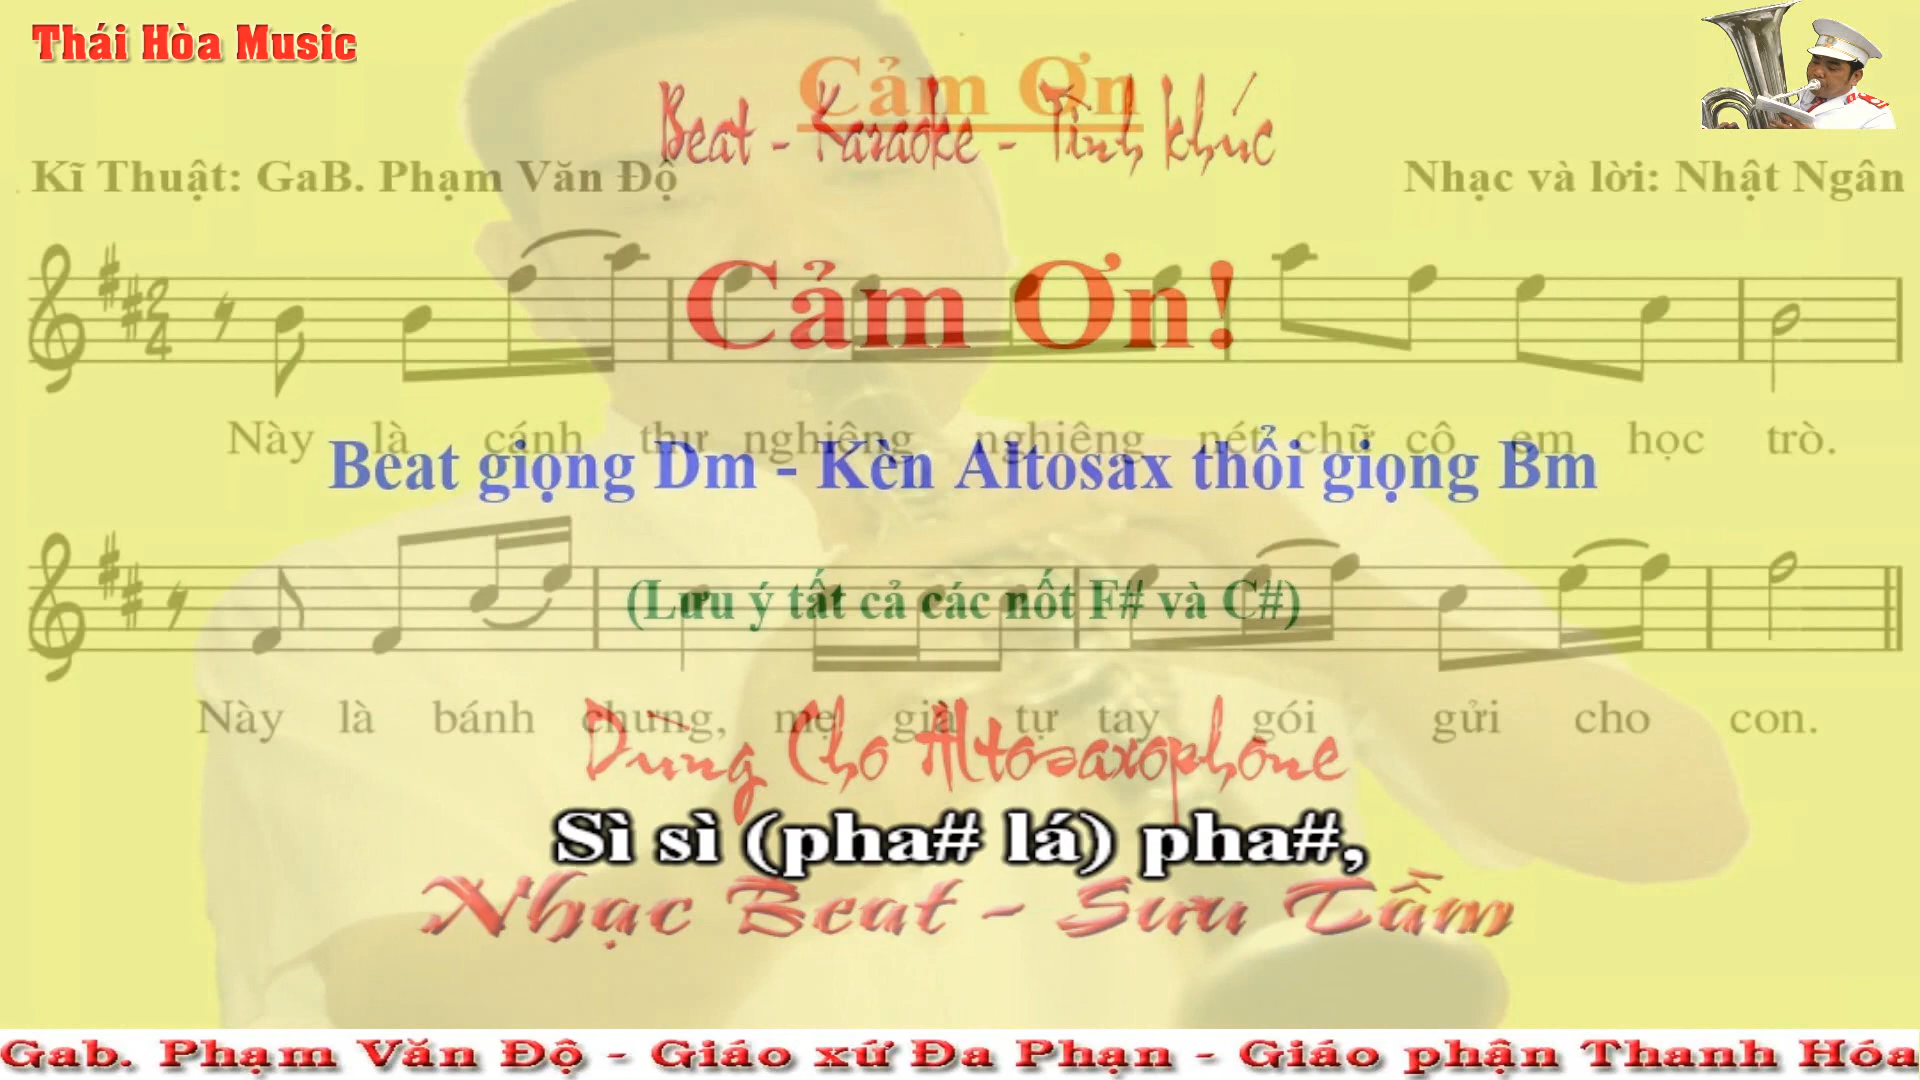 Thái Hòa Music
Cảm Ơn
Beat - Karaoke - Tình khúc
Kĩ Thuật: GaB. Phạm Văn Độ
Nhạc và lời: Nhật Ngân
Cảm Ơn!
Này là cánh thư nghiêng nghiêng nét chữ cô em học trò.
Beat giọng Dm - Kèn Altosax thổi giọng Bm
(Lưu ý tất cả các nốt F# và C#)
Này là bánh chưng, mẹ già tự tay gói gửi cho con.
Dùng Cho Altosaxophone
Sì sì (pha# lá) pha#,
Nhạc Beat - Sưu Tầm
Gab. Phạm Văn Độ - Giáo xứ Đa Phạn - Giáo phận Thanh Hóa